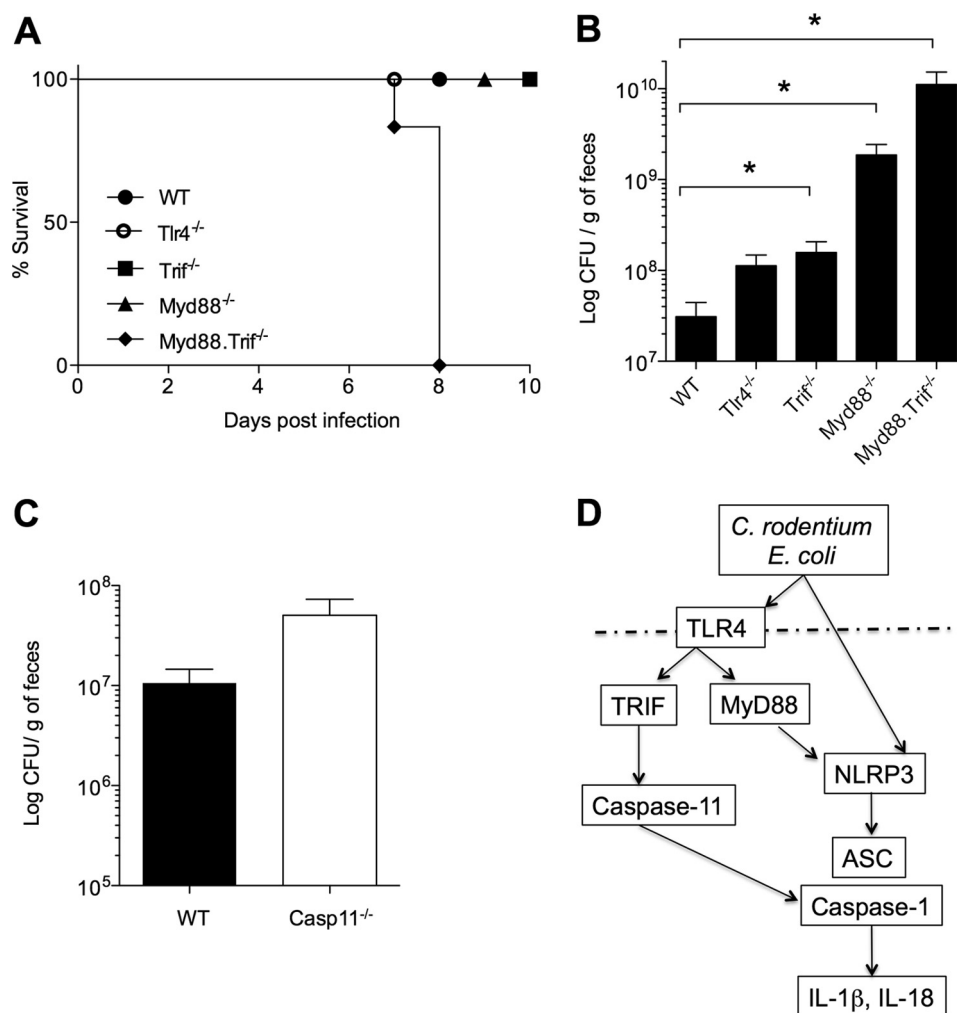 A
% Survival
100
50
0
WT
Tlr4-/-
Trif-/-
Myd88-/-
Myd88.Trif-/-
0 2 4 6 8 10
Days post infection
B
* 
*
*
Log CFU / g of feces
10^10
10^9
10^8
10^7
WT
Tlr4-/-
Trif-/-
Myd88-/-
Myd88.Trif-/-
C
Log CFU/ g of feces
10^8
10^7
10^6
10^5
WT
Casp11-/-
D
C. rodentium
E. coli
TLR4
TRIF
MyD88
NLRP3
Caspase-11
ASC
Caspase-1
IL-1β, IL-18